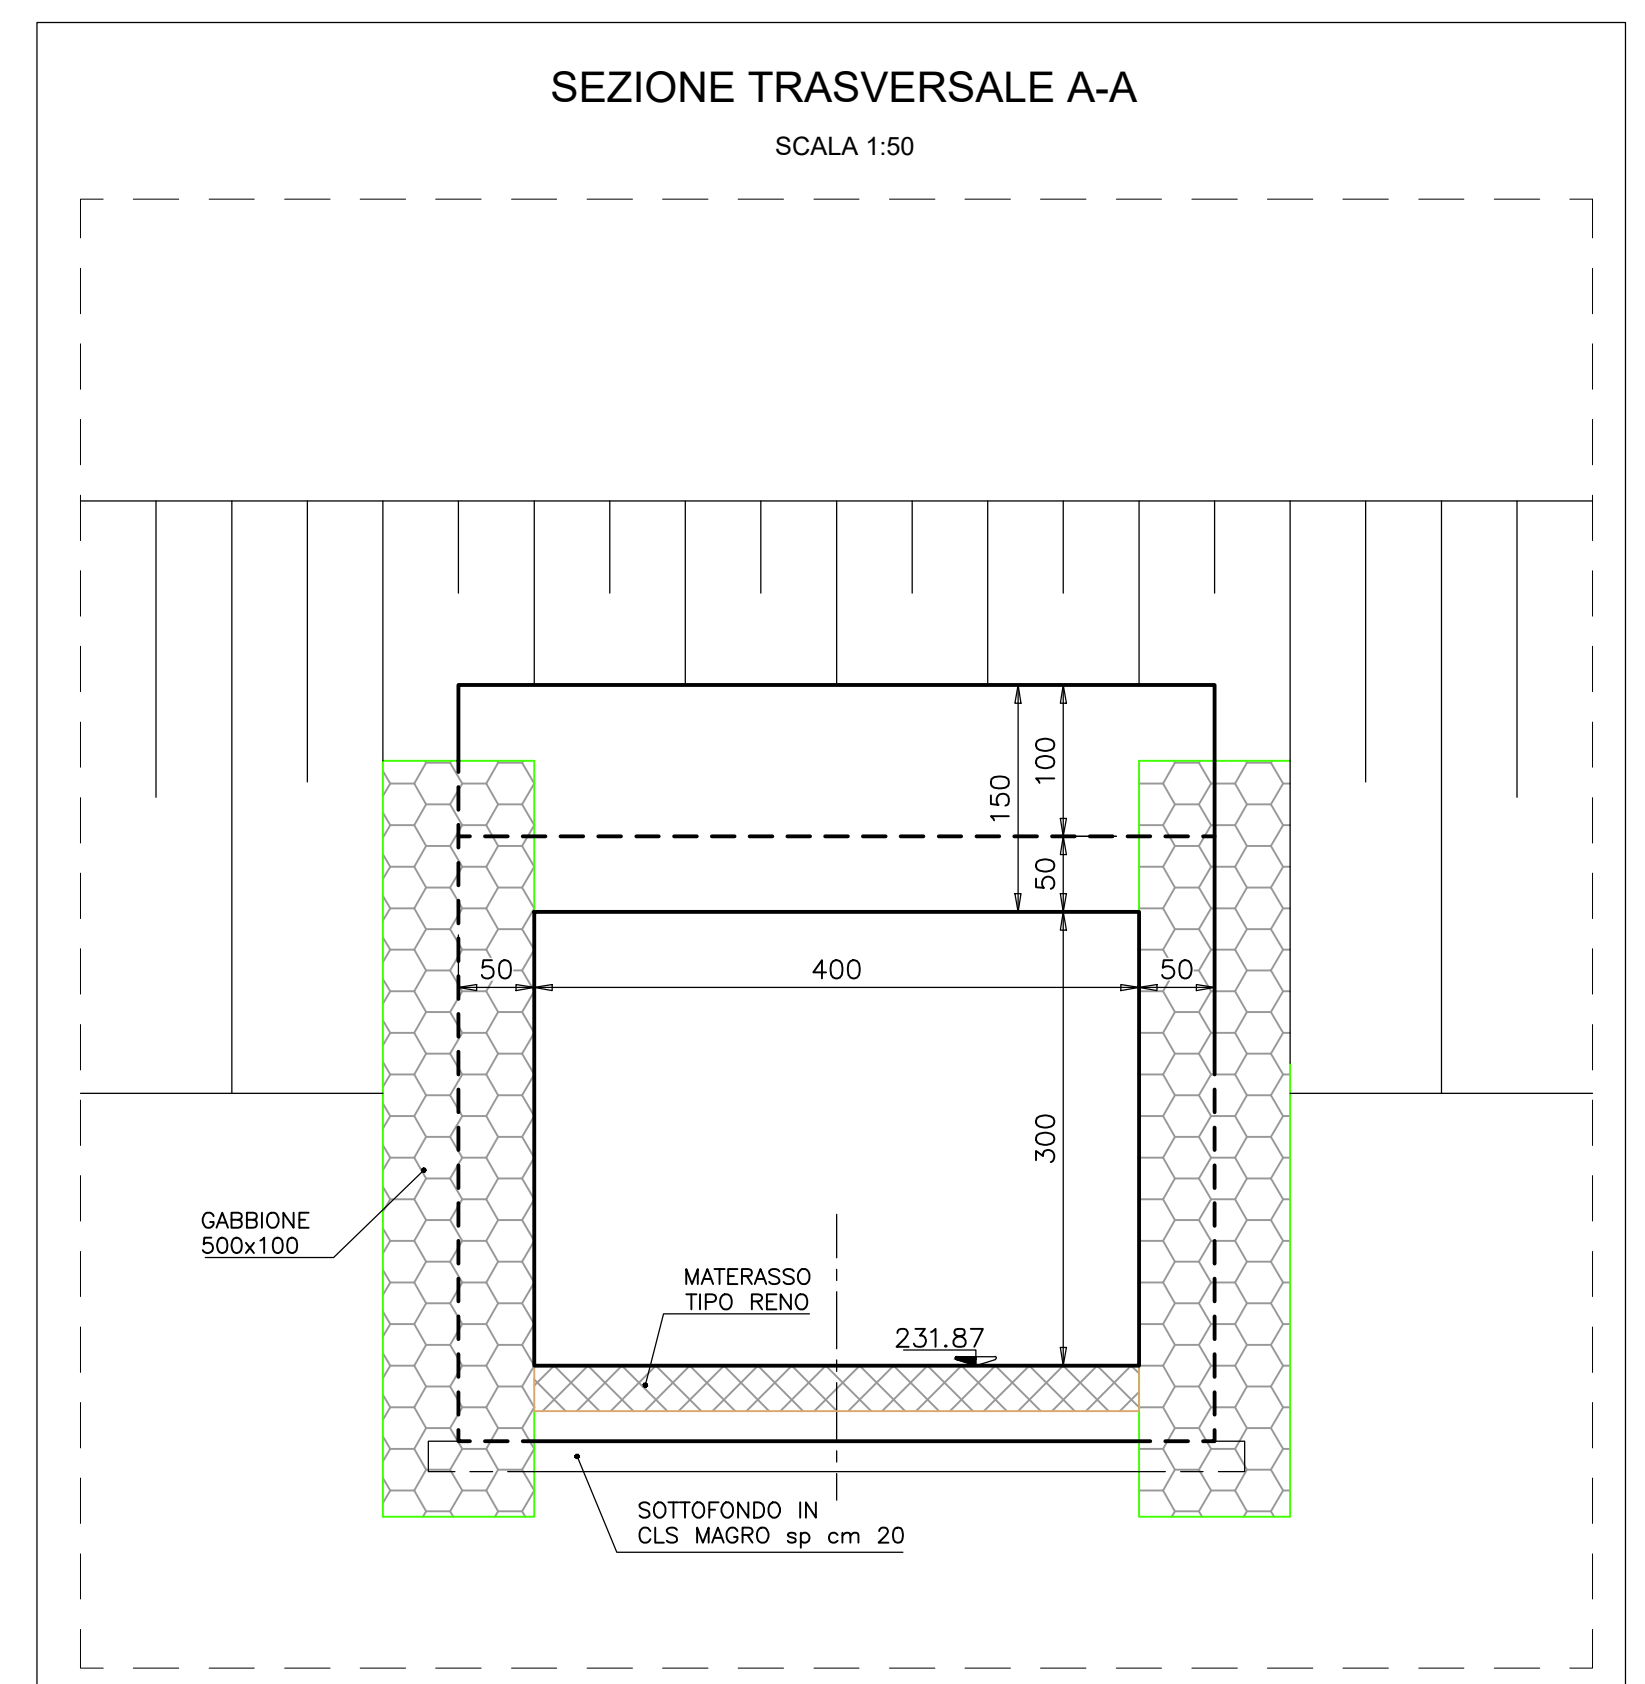 SEZIONE TRASVERSALE A-A
SCALA 1:50
100
150
50
50
400
50
300
GABBIONE
500x100
MATERASSO
TIPO RENO
231.87
SOTTOFONDO IN
CLS MAGRO sp cm 20